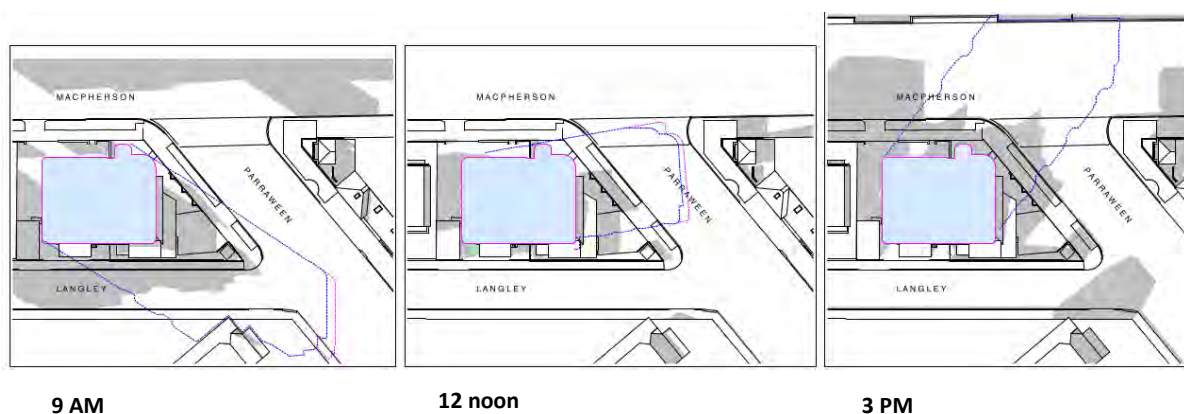 MACPHERSON
PARRAWEEN
LANGLEY
9 AM
MACPHERSON
PARRAWEEN
LANGLEY
12 noon
MACPHERSON
PARRAWEEN
LANGLEY
3 PM